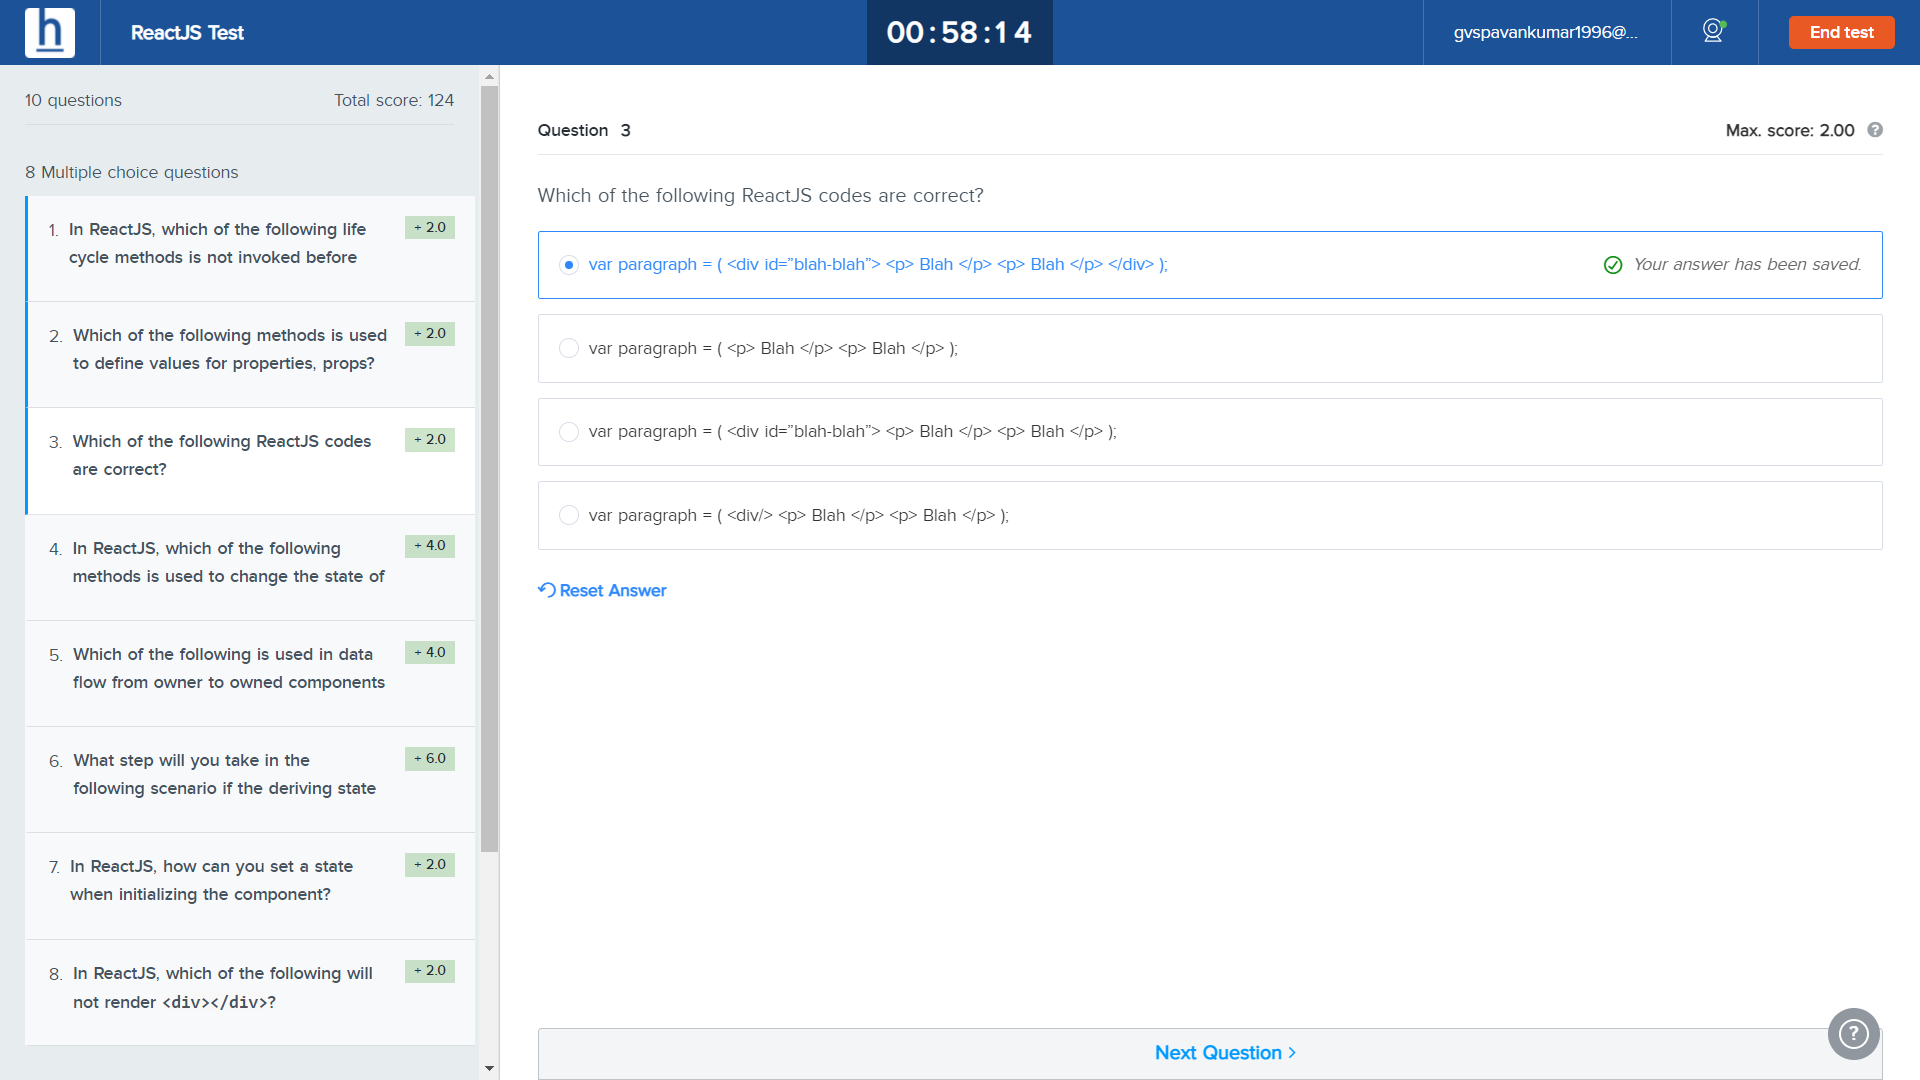 h
ReactJS Test
00:58:14
gvspavankumar1996@...
End test
10 questions
Total score: 124
8 Multiple choice questions
1. In ReactJS, which of the following life
cycle methods is not invoked before
+ 2.0
2. Which of the following methods is used
to define values for properties, props?
+ 2.0
3. Which of the following ReactJS codes
are correct?
+ 2.0
4. In ReactJS, which of the following
methods is used to change the state of
+ 4.0
5. Which of the following is used in data
flow from owner to owned components
+ 4.0
6. What step will you take in the
following scenario if the deriving state
+ 6.0
7. In ReactJS, how can you set a state
when initializing the component?
+ 2.0
8. In ReactJS, which of the following will
not render <div></div>?
+ 2.0
Question 3
Max. score: 2.00 ?
Which of the following ReactJS codes are correct?
var paragraph = ( <div id=”blah-blah”> <p> Blah </p> <p> Blah </p> </div> );
Your answer has been saved.
var paragraph = ( <p> Blah </p> <p> Blah </p> );
var paragraph = ( <div id=”blah-blah”> <p> Blah </p> <p> Blah </p> );
var paragraph = ( <div/> <p> Blah </p> <p> Blah </p> );
Reset Answer
Next Question >
?